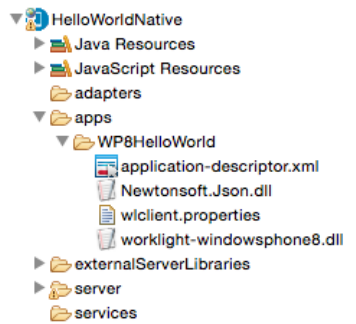 HelloWorldNative
Java Resources
JavaScript Resources
adapters
apps
WP8HelloWorld
application-descriptor.xml
Newtonsoft.Json.dll
wlclient.properties
worklight-windowsphone8.dll
externalServerLibraries
server
services